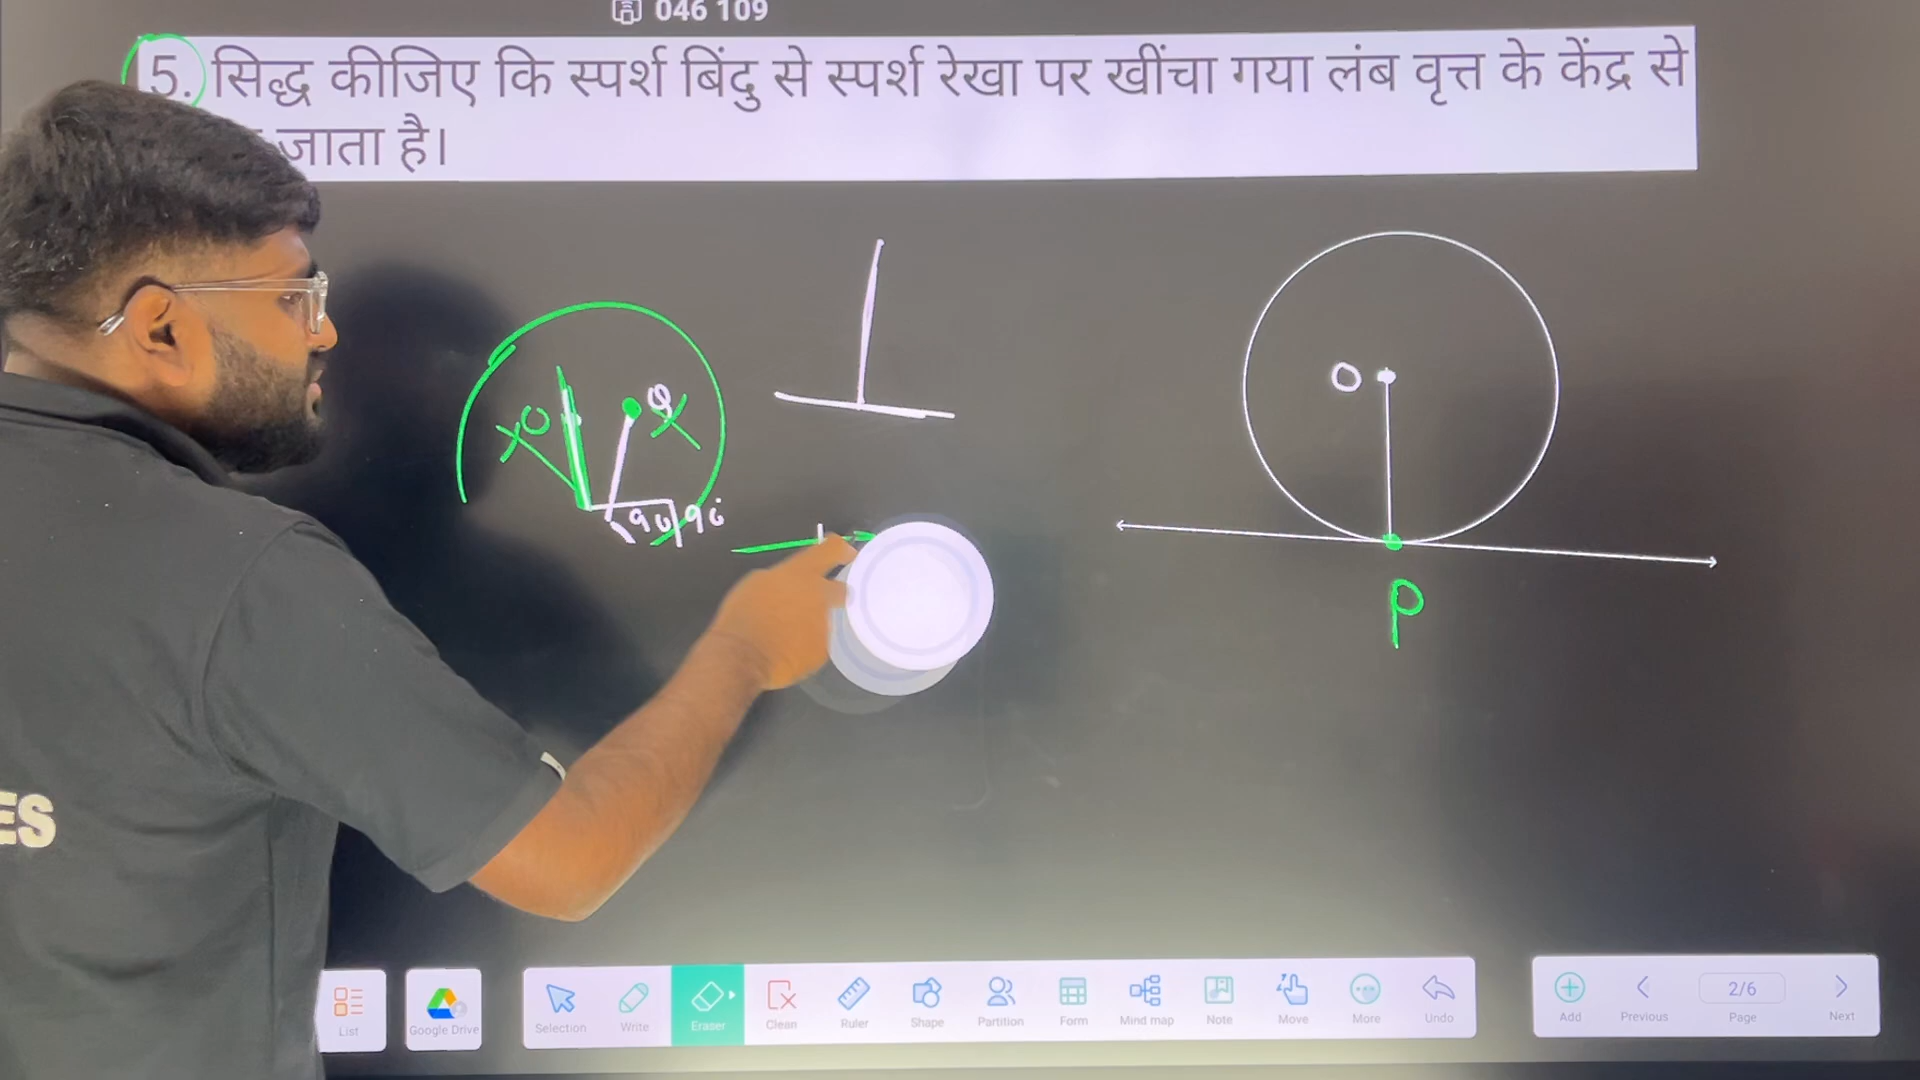 046 109
5. सिद्ध कीजिए कि स्पर्श बिंदु से स्पर्श रेखा पर खींचा गया लंब वृत्त के केंद्र से
जाता है।
O
O
P
90
ES
List
Google Drive
Selection
Write
Eraser
Clean
Ruler
Shape
Partition
Form
Mind map
Note
Move
More
Undo
Add
Previous
2/6
Page
Next